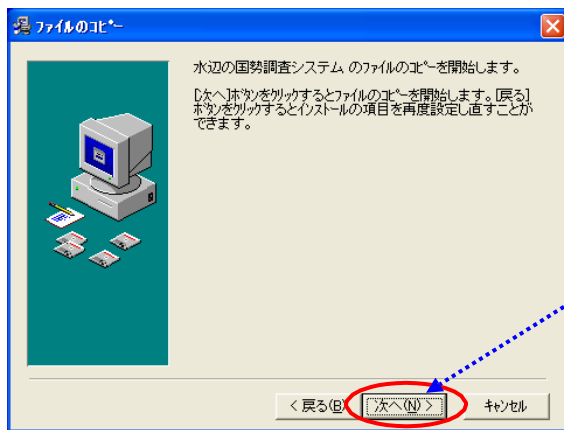 ファイルのｺﾋﾟｰ
水辺の国勢調査システム のﾌｧｲﾙのｺﾋﾟｰを開始します。
[次へ]ﾎﾞﾀﾝをｸﾘｯｸするとﾌｧｲﾙのｺﾋﾟｰを開始します。[戻る]
ﾎﾞﾀﾝをｸﾘｯｸするとｲﾝｽﾄｰﾙの項目を再度設定し直すことが
できます。
< 戻る(B)
次へ(N) >
ｷｬﾝｾﾙ